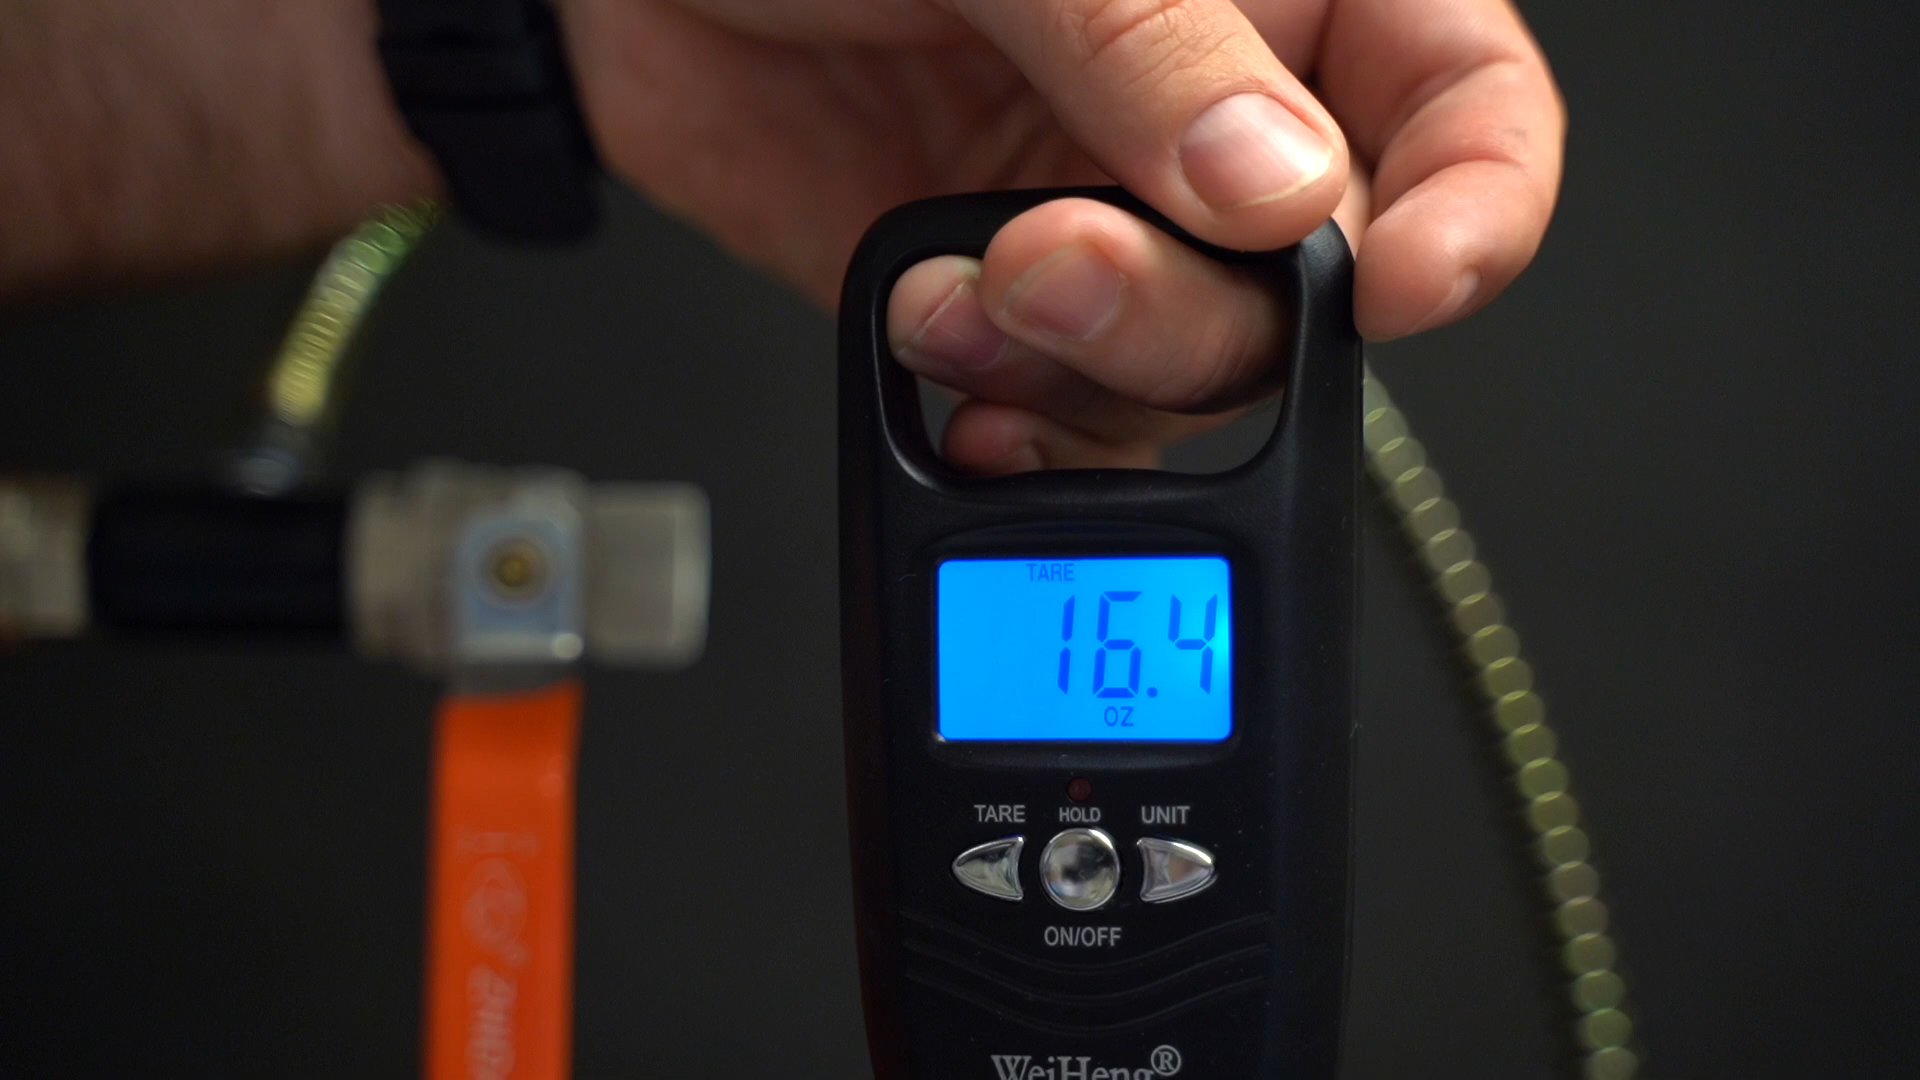 TARE
16.4
OZ
TARE HOLD UNIT
ON/OFF
WeiHeng®